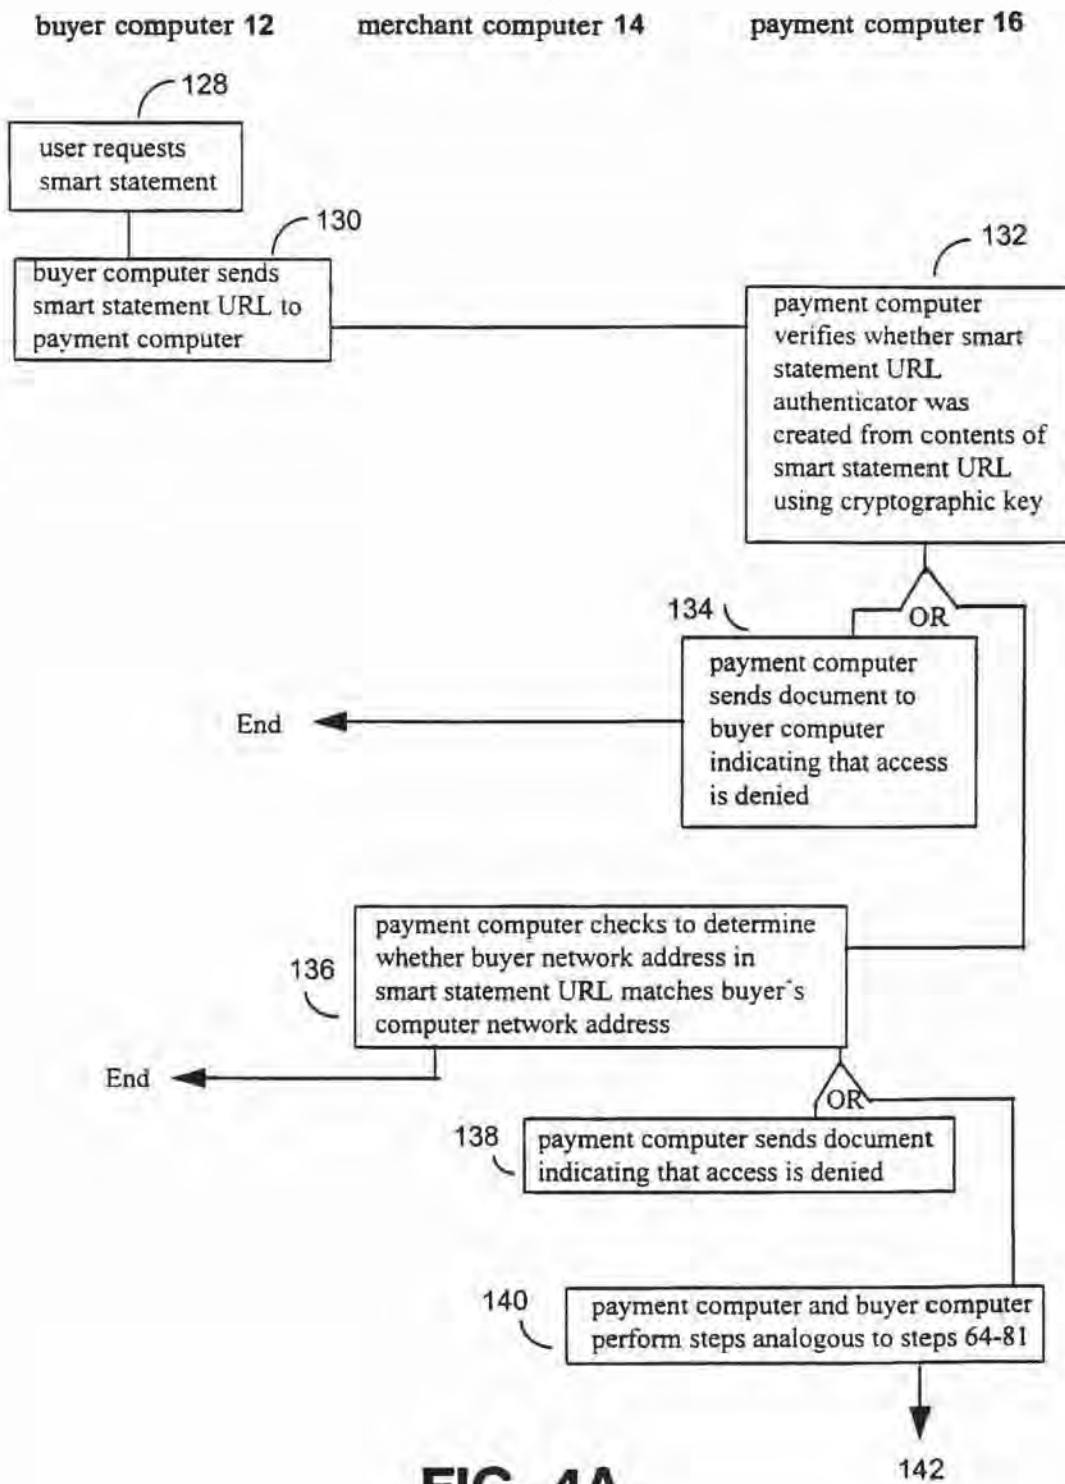 buyer computer 12 merchant computer 14 payment computer 16
128
user requests
smart statement
130
buyer computer sends
smart statement URL to
payment computer
132
payment computer
verifies whether smart
statement URL
authenticator was
created from contents of
smart statement URL
using cryptographic key
OR
134
payment computer
sends document to
buyer computer
indicating that access
is denied
End
136
payment computer checks to determine
whether buyer network address in
smart statement URL matches buyer's
computer network address
End
OR
138
payment computer sends document
indicating that access is denied
140
payment computer and buyer computer
perform steps analogous to steps 64-81
142
FIG. 4A